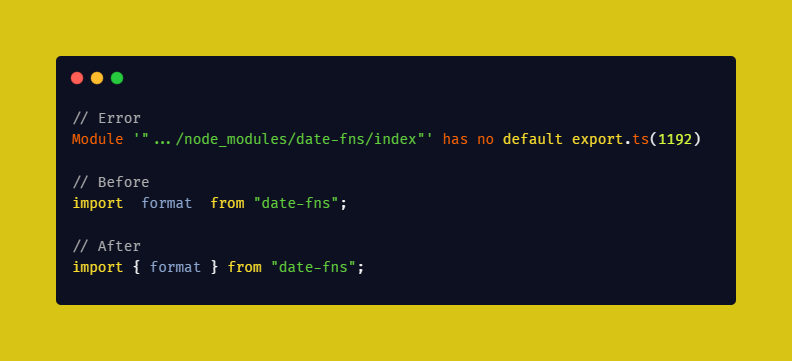 // Error
Module '".../node_modules/date-fns/index"' has no default export.ts(1192)
// Before
import  format  from "date-fns";
// After
import { format } from "date-fns";